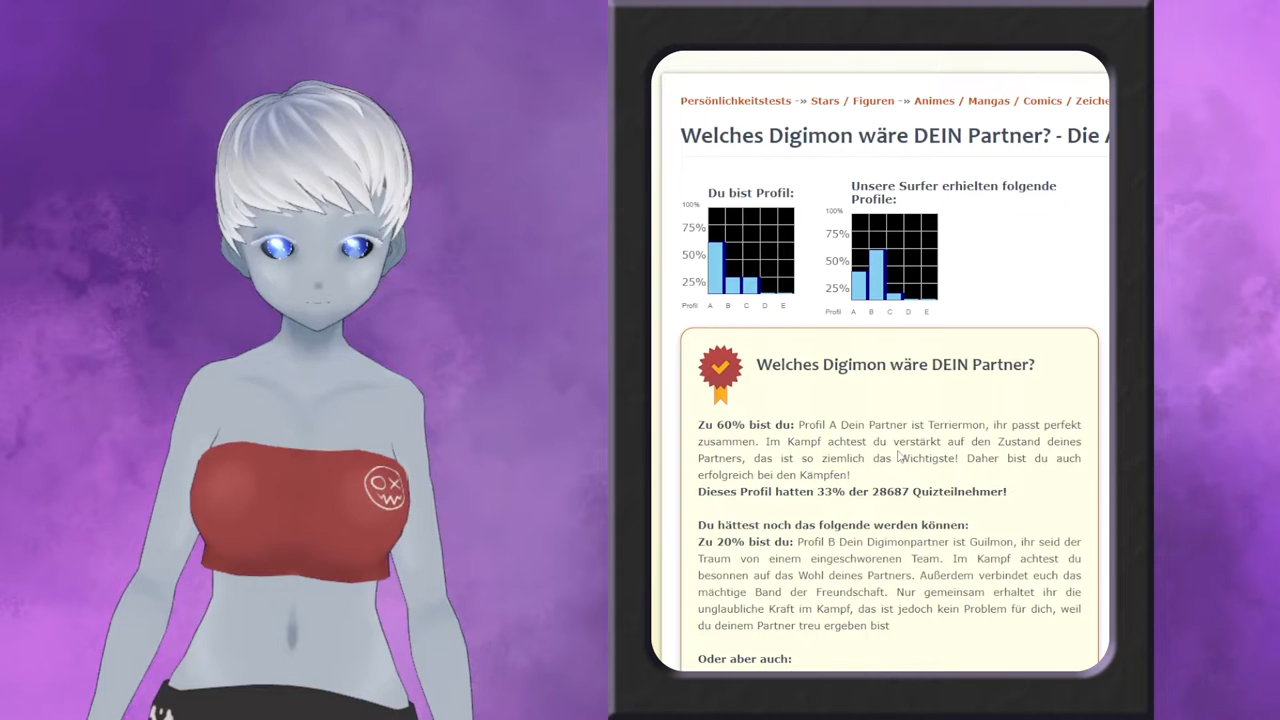 Persönlichkeitstests -» Stars / Figuren -» Animes / Mangas / Comics / Zeiche
Welches Digimon wäre DEIN Partner? - Die
Du bist Profil:
Unsere Surfer erhielten folgende
Profile:
100%
75%
50%
25%
Profil A B C D E
100%
75%
50%
25%
Profil A B C D E
Welches Digimon wäre DEIN Partner?
Zu 60% bist du: Profil A Dein Partner ist Terriermon, ihr passt perfekt
zusammen. Im Kampf achtest du verstärkt auf den Zustand deines
Partners, das ist so ziemlich das Wichtigste! Daher bist du auch
erfolgreich bei den Kämpfen!
Dieses Profil hatten 33% der 28687 Quizteilnehmer!
Du hättest noch das folgende werden können:
Zu 20% bist du: Profil B Dein Digimonpartner ist Guilmon, ihr seid der
Traum von einem eingeschworenen Team. Im Kampf achtest du
besonnen auf das Wohl deines Partners. Außerdem verbindet euch das
mächtige Band der Freundschaft. Nur gemeinsam erhaltet ihr die
unglaubliche Kraft im Kampf, das ist jedoch kein Problem für dich, weil
du deinem Partner treu ergeben bist
Oder aber auch: